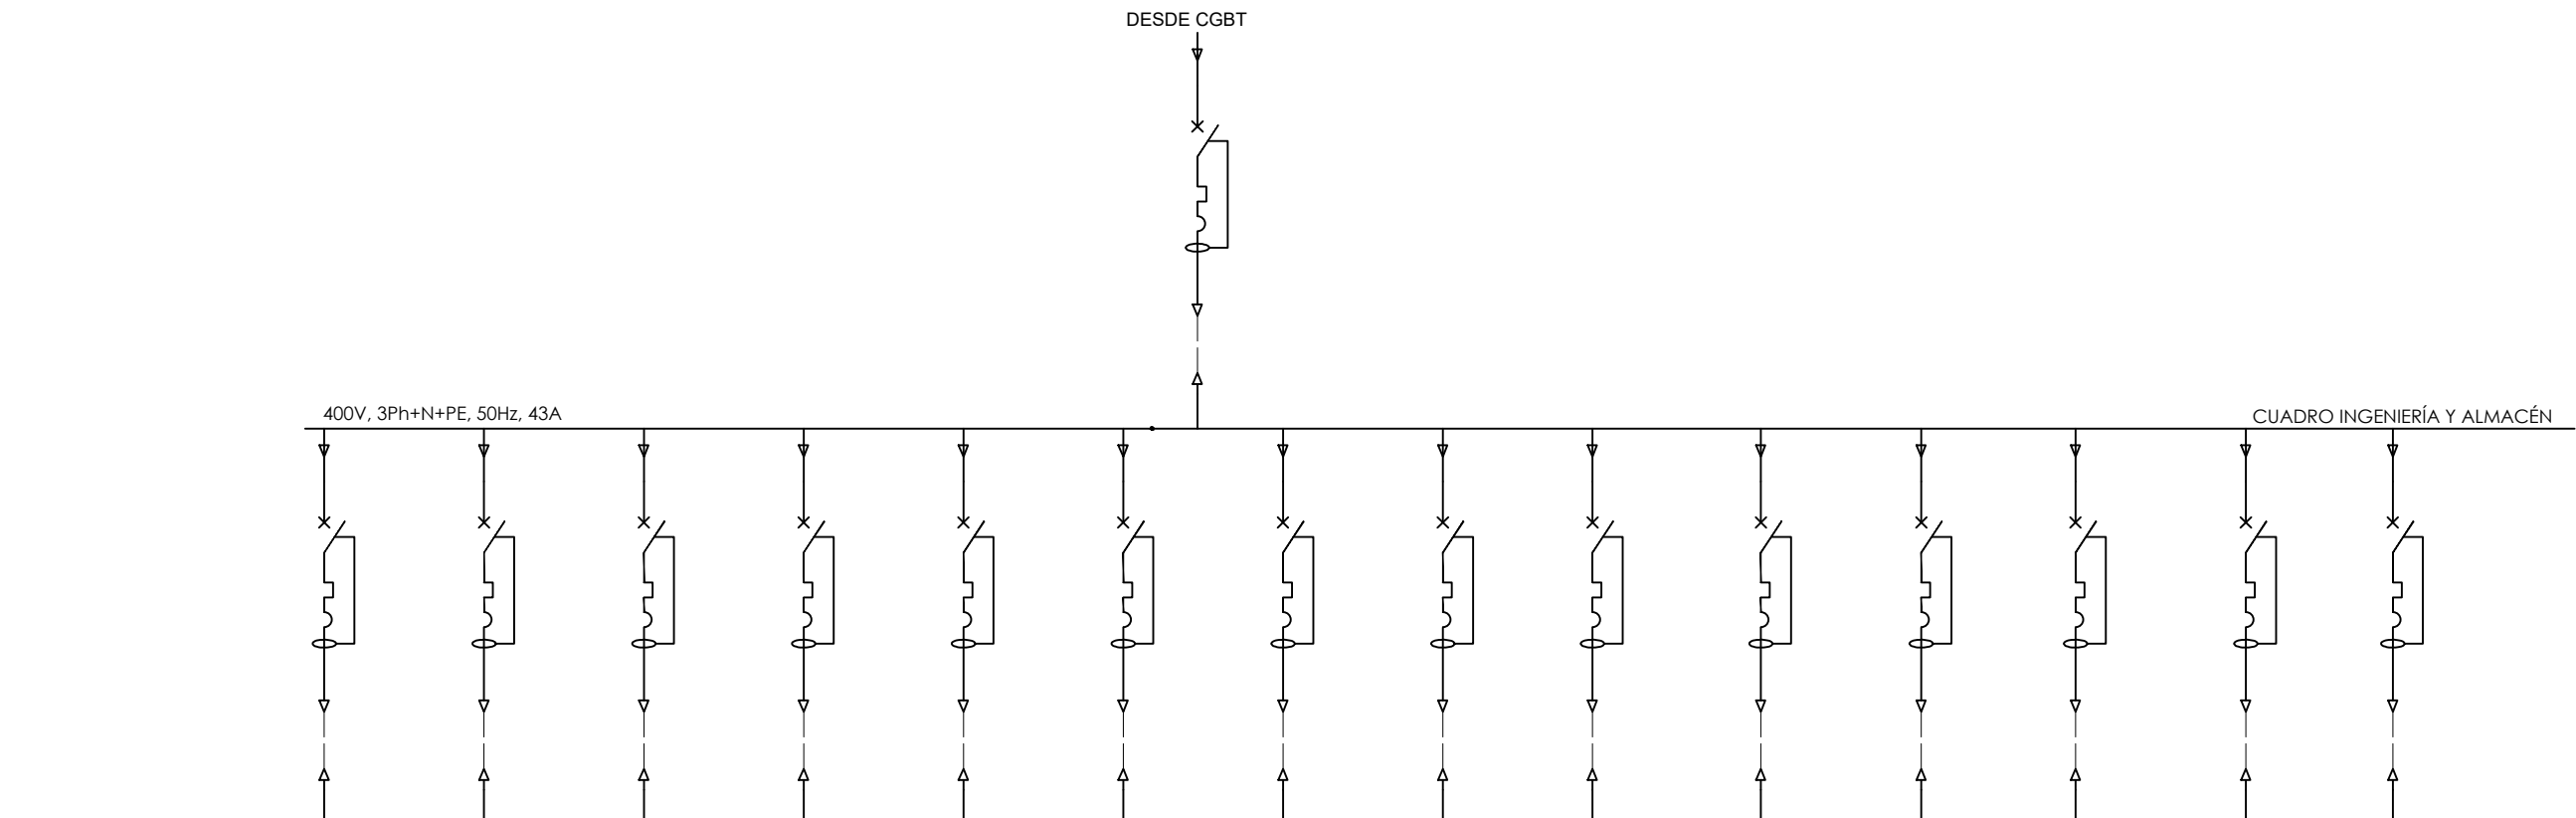 DESDE CGBT
400V, 3Ph+N+PE, 50Hz, 43A
CUADRO INGENIERÍA Y ALMACÉN